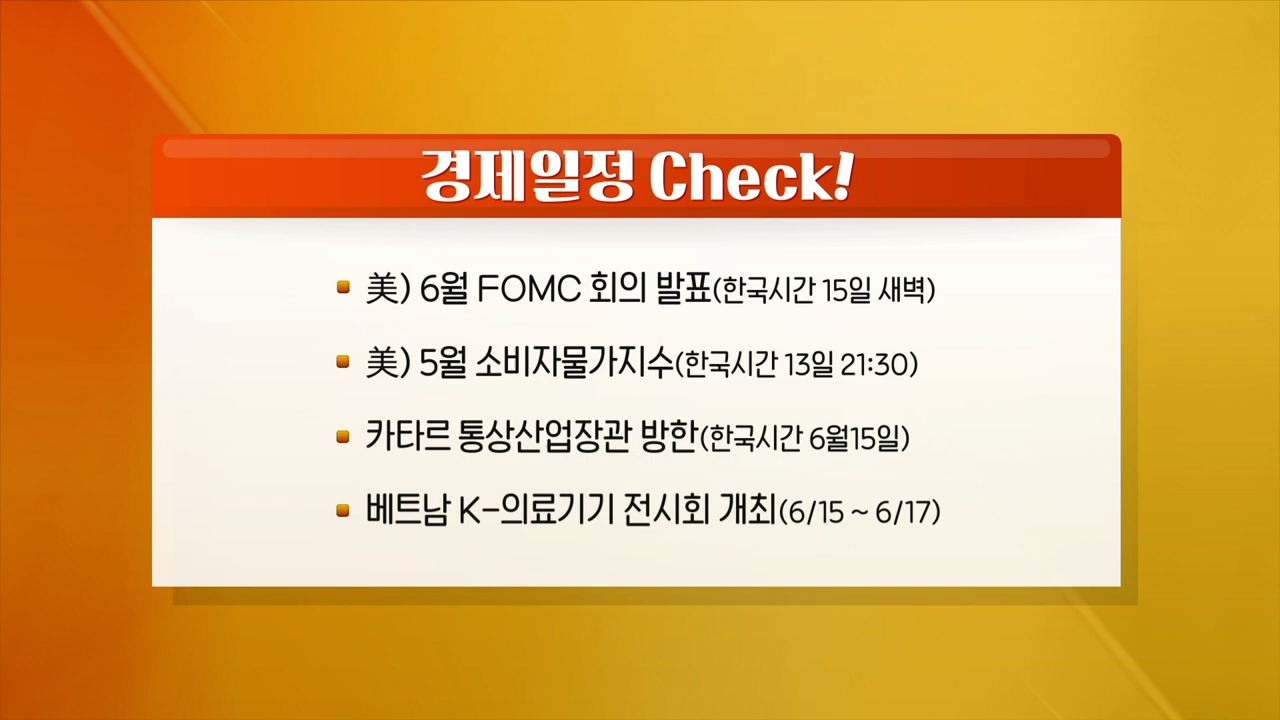 경제일정 Check!
美) 6월 FOMC 회의 발표(한국시간 15일 새벽)
美) 5월 소비자물가지수(한국시간 13일 21:30)
카타르 통상산업장관 방한(한국시간 6월15일)
베트남 K-의료기기 전시회 개최(6/15 ~ 6/17)